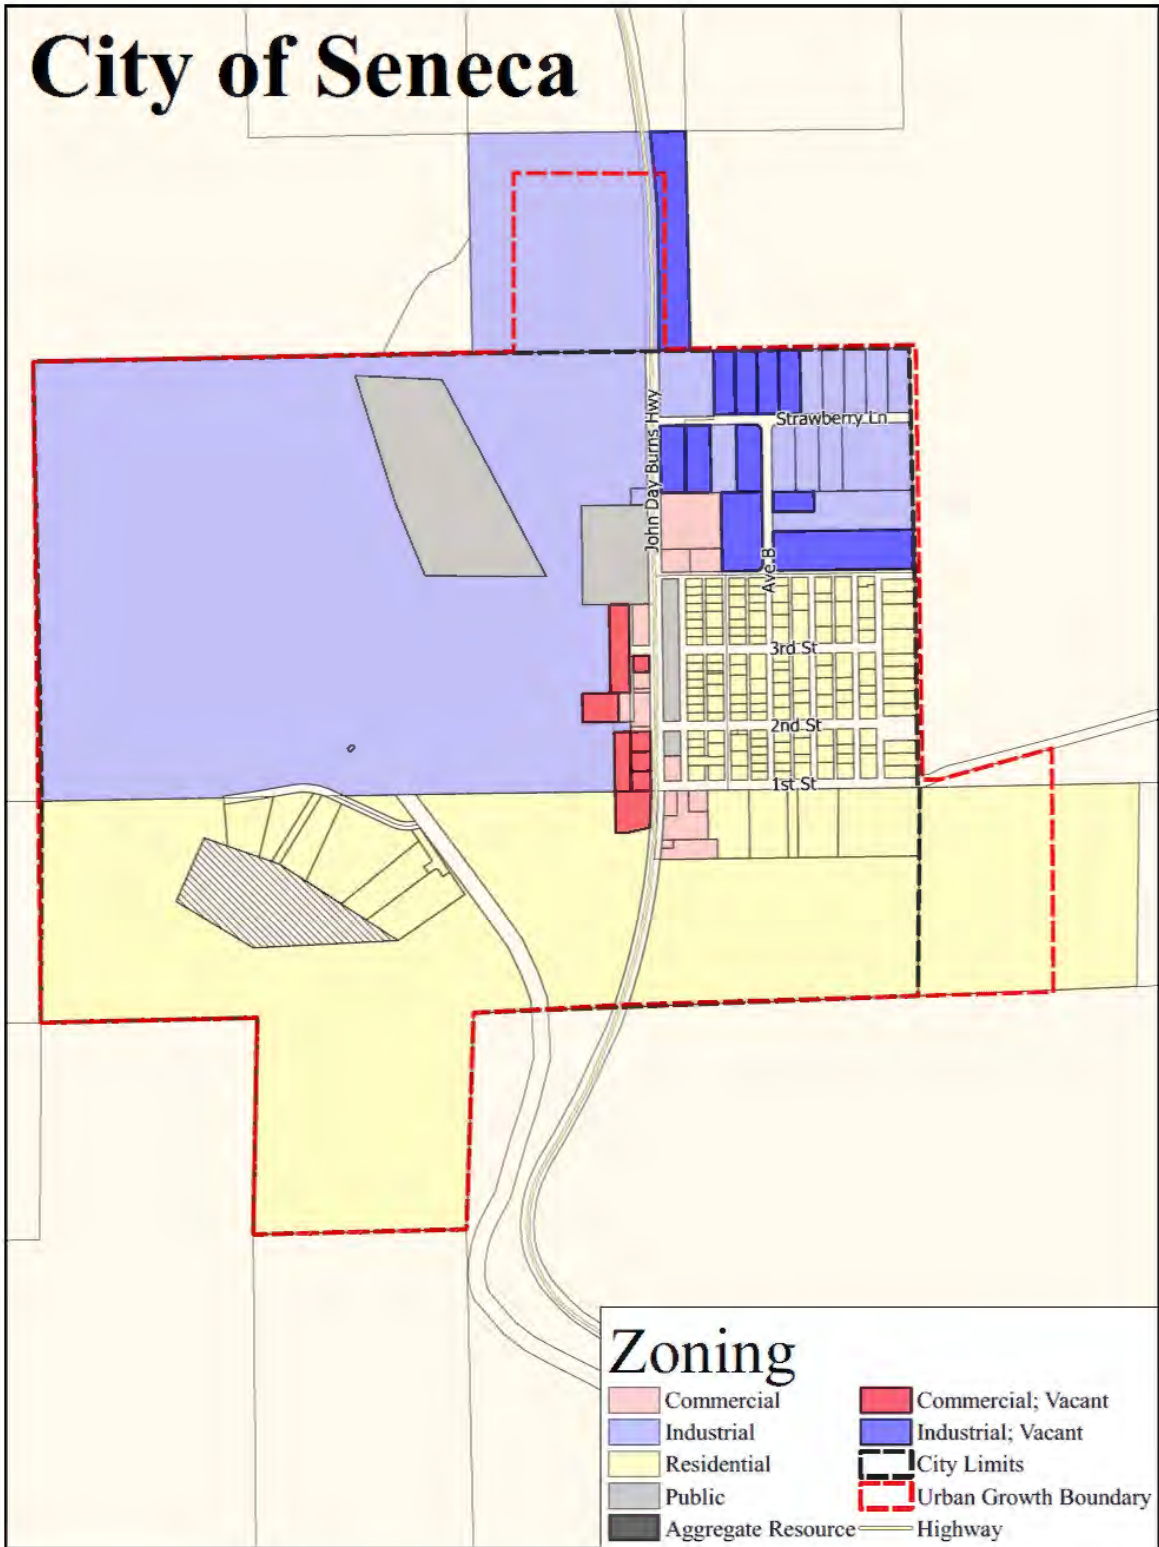 City of Seneca
John Day Burns Hwy
Strawberry Ln
Ave B
3rd St
2nd St
1st St
Zoning
Commercial
Industrial
Residential
Public
Aggregate Resource
Commercial; Vacant
Industrial; Vacant
City Limits
Urban Growth Boundary
Highway